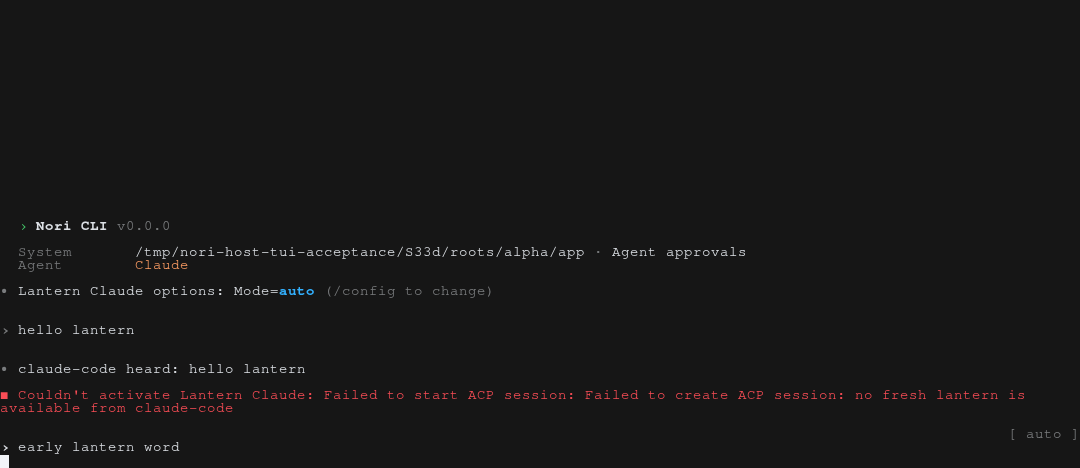 › Nori CLI v0.0.0
System /tmp/nori-host-tui-acceptance/S33d/roots/alpha/app · Agent approvals
Agent Claude
• Lantern Claude options: Mode=auto (/config to change)
› hello lantern
• claude-code heard: hello lantern
■ Couldn't activate Lantern Claude: Failed to start ACP session: Failed to create ACP session: no fresh lantern is
available from claude-code
[ auto ]
› early lantern word